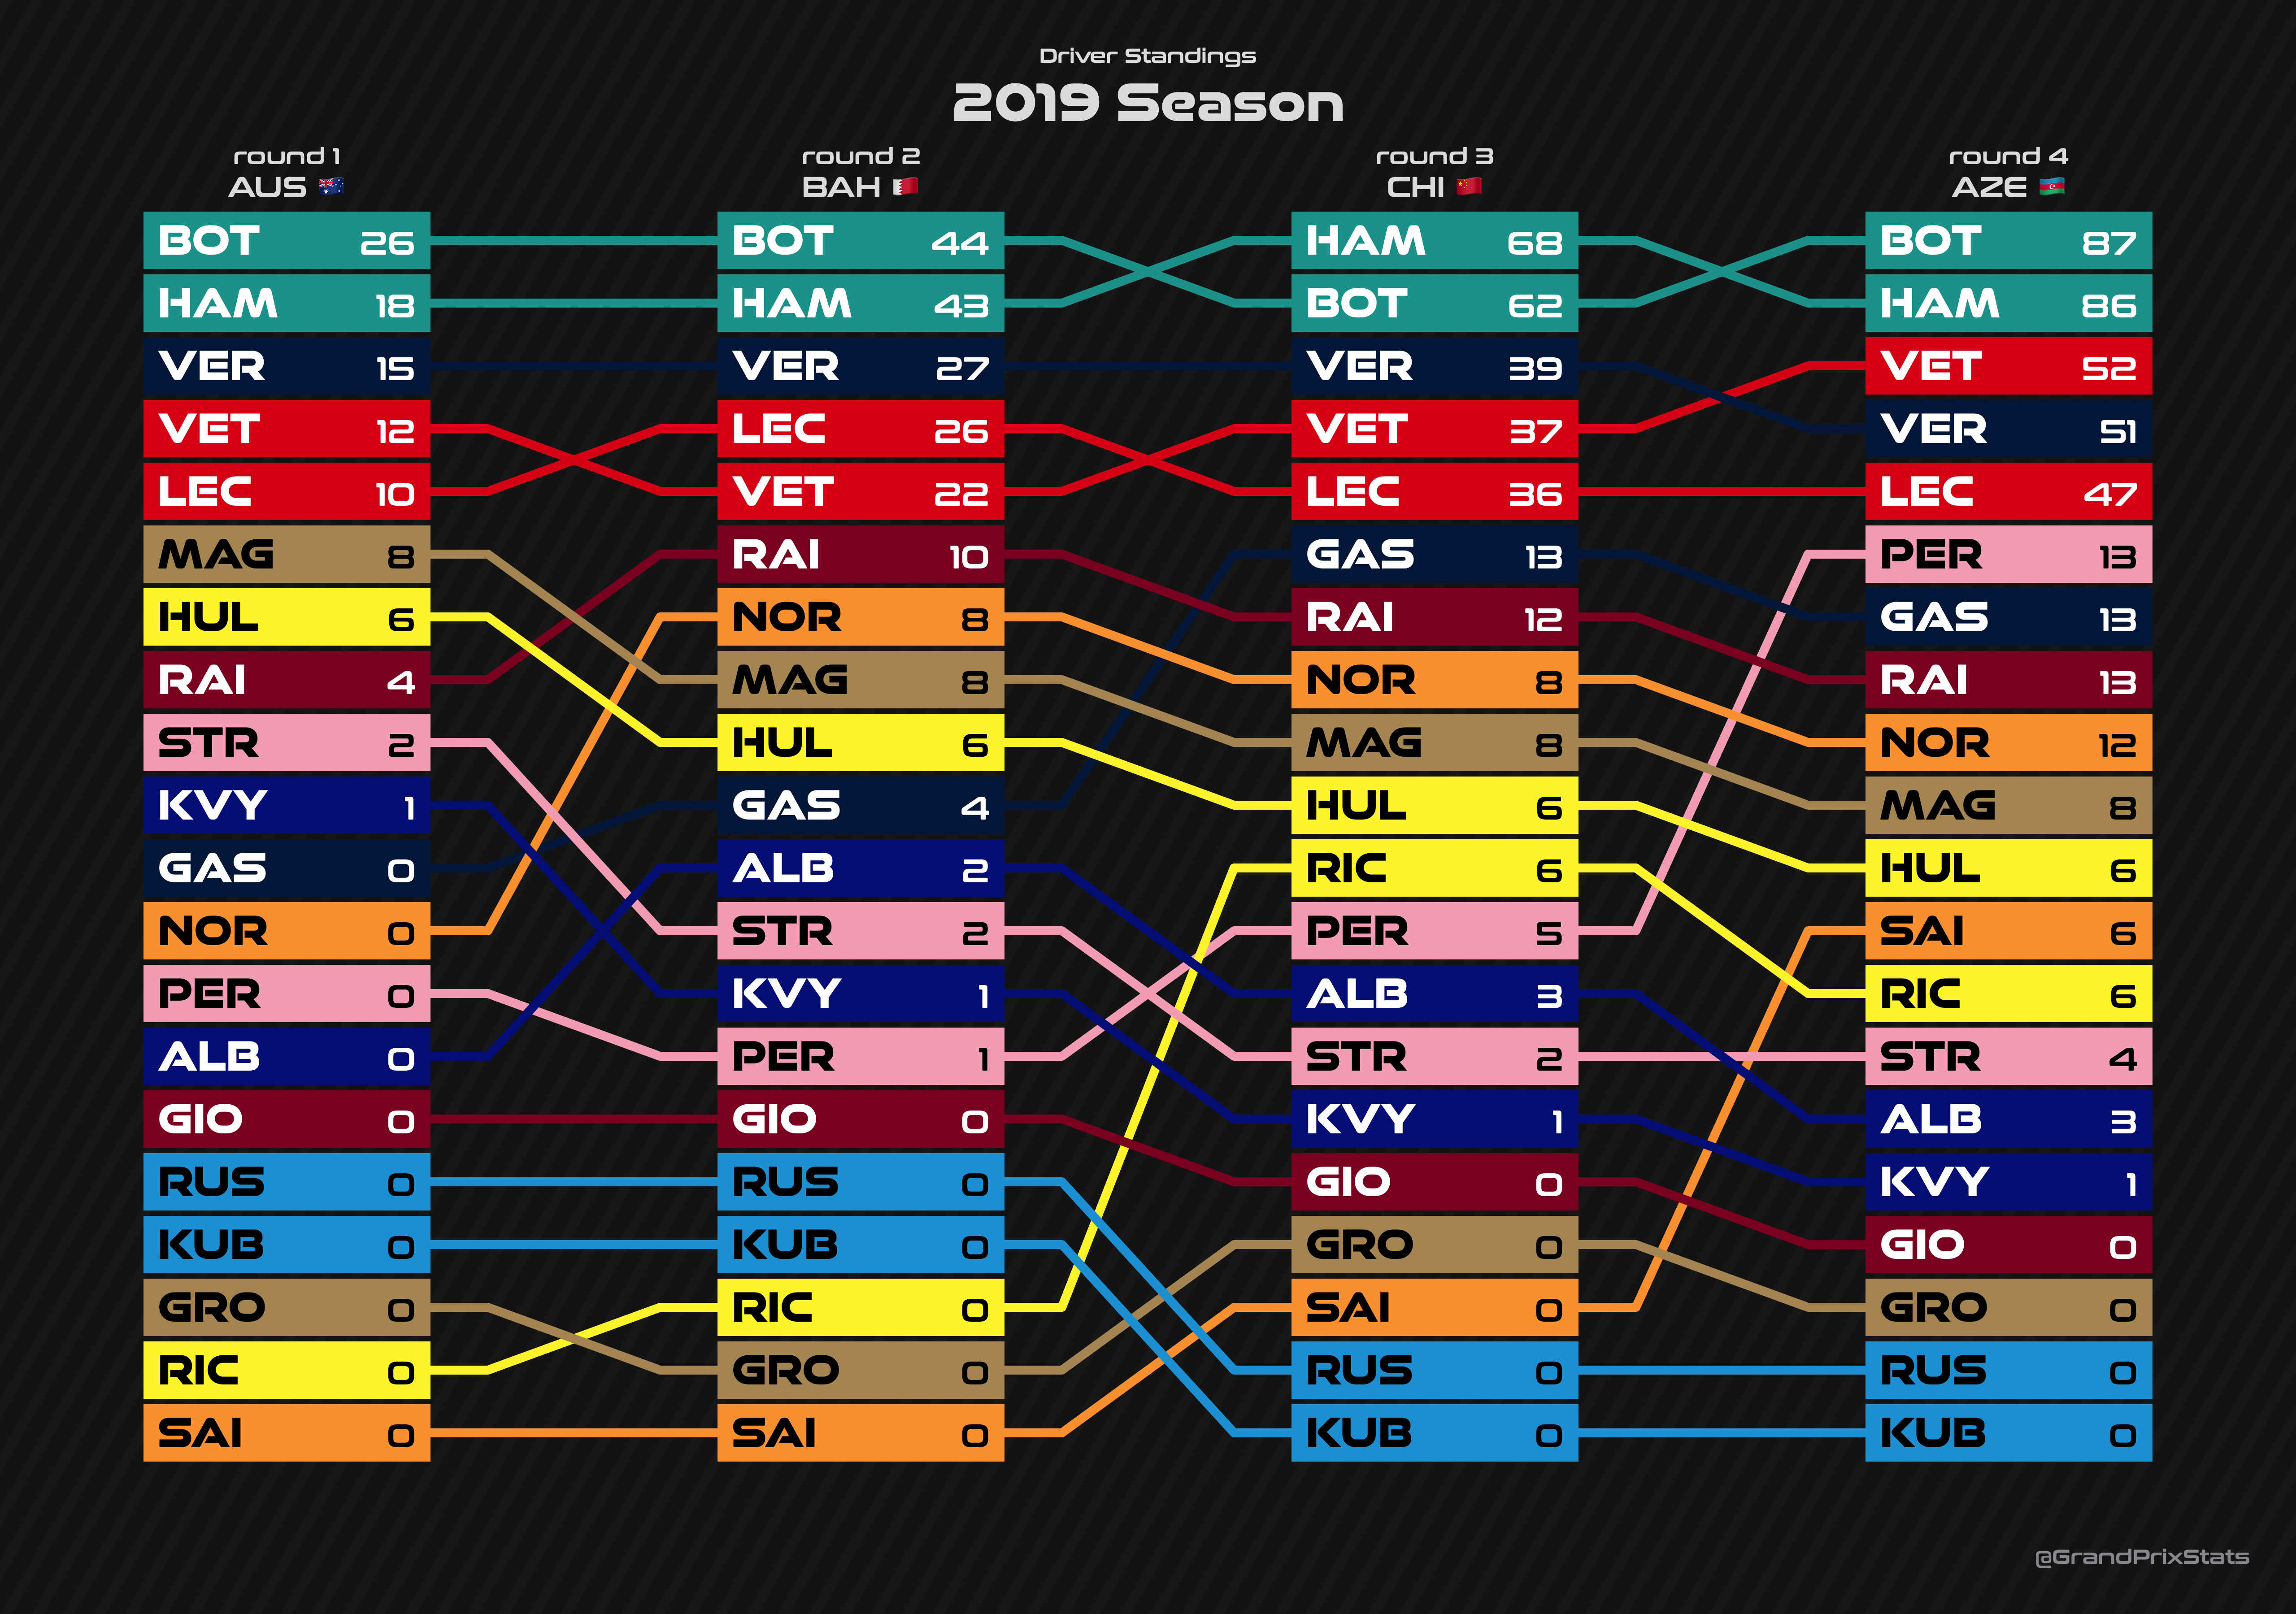 Driver Standings
2019 Season
round 1 round 2 round 3 round 4
AUS BAH CHI AZE
BOT 26 BOT 44 HAM 68 BOT 87
HAM 18 HAM 43 BOT 62 HAM 86
VER 15 VER 27 VER 39 VET 52
VET 12 LEC 26 VET 37 VER 51
LEC 10 VET 22 LEC 36 LEC 47
MAG 8 RAI 10 GAS 13 PER 13
HUL 6 NOR 8 RAI 12 GAS 13
RAI 4 MAG 8 NOR 8 RAI 13
STR 2 HUL 6 MAG 8 NOR 12
KVY 1 GAS 4 HUL 6 MAG 8
GAS 0 ALB 2 RIC 6 HUL 6
NOR 0 STR 2 PER 5 SAI 6
PER 0 KVY 1 ALB 3 RIC 6
ALB 0 PER 1 STR 2 STR 4
GIO 0 GIO 0 KVY 1 ALB 3
RUS 0 RUS 0 GIO 0 KVY 1
KUB 0 KUB 0 GRO 0 GIO 0
GRO 0 RIC 0 SAI 0 GRO 0
RIC 0 GRO 0 RUS 0 RUS 0
SAI 0 SAI 0 KUB 0 KUB 0
@GrandPrixStats